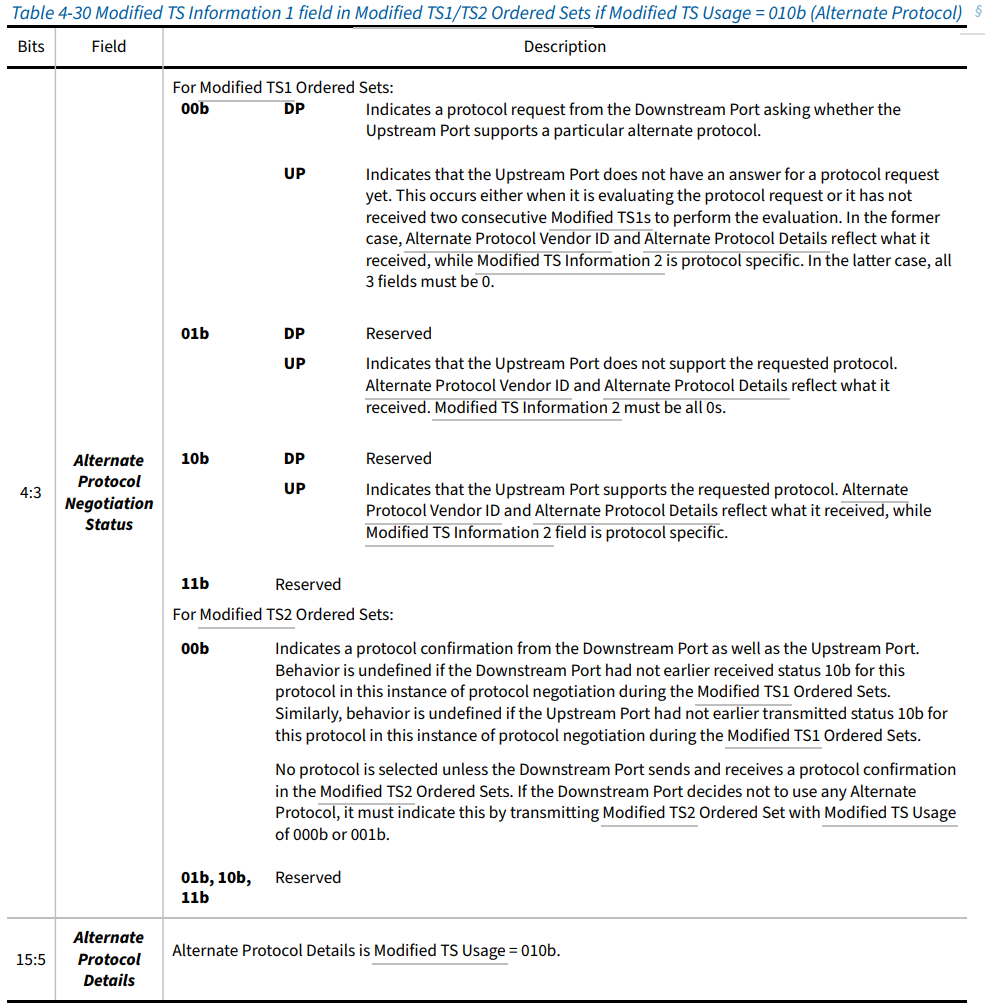 Table 4-30 Modified TS Information 1 field in Modified TS1/TS2 Ordered Sets if Modified TS Usage = 010b (Alternate Protocol) §
Bits Field Description
For Modified TS1 Ordered Sets:
00b DP Indicates a protocol request from the Downstream Port asking whether the
Upstream Port supports a particular alternate protocol.
UP Indicates that the Upstream Port does not have an answer for a protocol request
yet. This occurs either when it is evaluating the protocol request or it has not
received two consecutive Modified TS1s to perform the evaluation. In the former
case, Alternate Protocol Vendor ID and Alternate Protocol Details reflect what it
received, while Modified TS Information 2 is protocol specific. In the latter case, all
3 fields must be 0.
01b DP Reserved
UP Indicates that the Upstream Port does not support the requested protocol.
Alternate Protocol Vendor ID and Alternate Protocol Details reflect what it
received. Modified TS Information 2 must be all 0s.
4:3
Alternate
Protocol
Negotiation
Status
10b DP Reserved
UP Indicates that the Upstream Port supports the requested protocol. Alternate
Protocol Vendor ID and Alternate Protocol Details reflect what it received, while
Modified TS Information 2 field is protocol specific.
11b Reserved
For Modified TS2 Ordered Sets:
00b Indicates a protocol confirmation from the Downstream Port as well as the Upstream Port.
Behavior is undefined if the Downstream Port had not earlier received status 10b for this
protocol in this instance of protocol negotiation during the Modified TS1 Ordered Sets.
Similarly, behavior is undefined if the Upstream Port had not earlier transmitted status 10b for
this protocol in this instance of protocol negotiation during the Modified TS1 Ordered Sets.
No protocol is selected unless the Downstream Port sends and receives a protocol confirmation
in the Modified TS2 Ordered Sets. If the Downstream Port decides not to use any Alternate
Protocol, it must indicate this by transmitting Modified TS2 Ordered Set with Modified TS Usage
of 000b or 001b.
01b, 10b, Reserved
11b
15:5
Alternate
Protocol
Details
Alternate Protocol Details is Modified TS Usage = 010b.